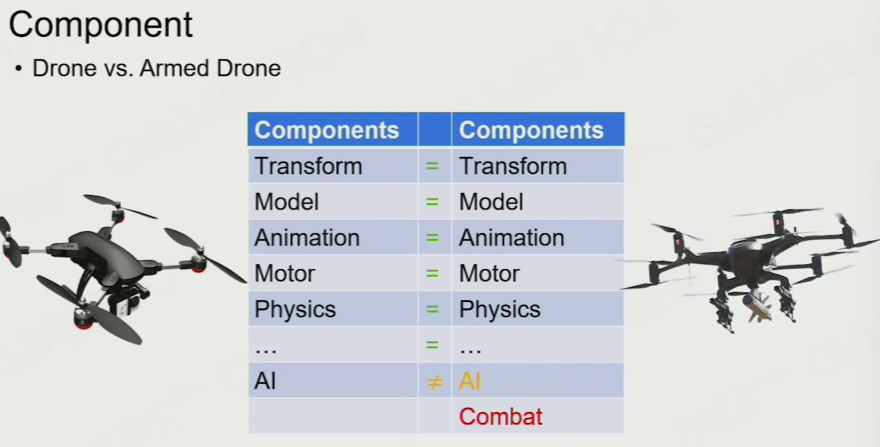 Component
• Drone vs. Armed Drone
Components Components
Transform = Transform
Model = Model
Animation = Animation
Motor = Motor
Physics = Physics
... = ...
AI ≠ AI
Combat